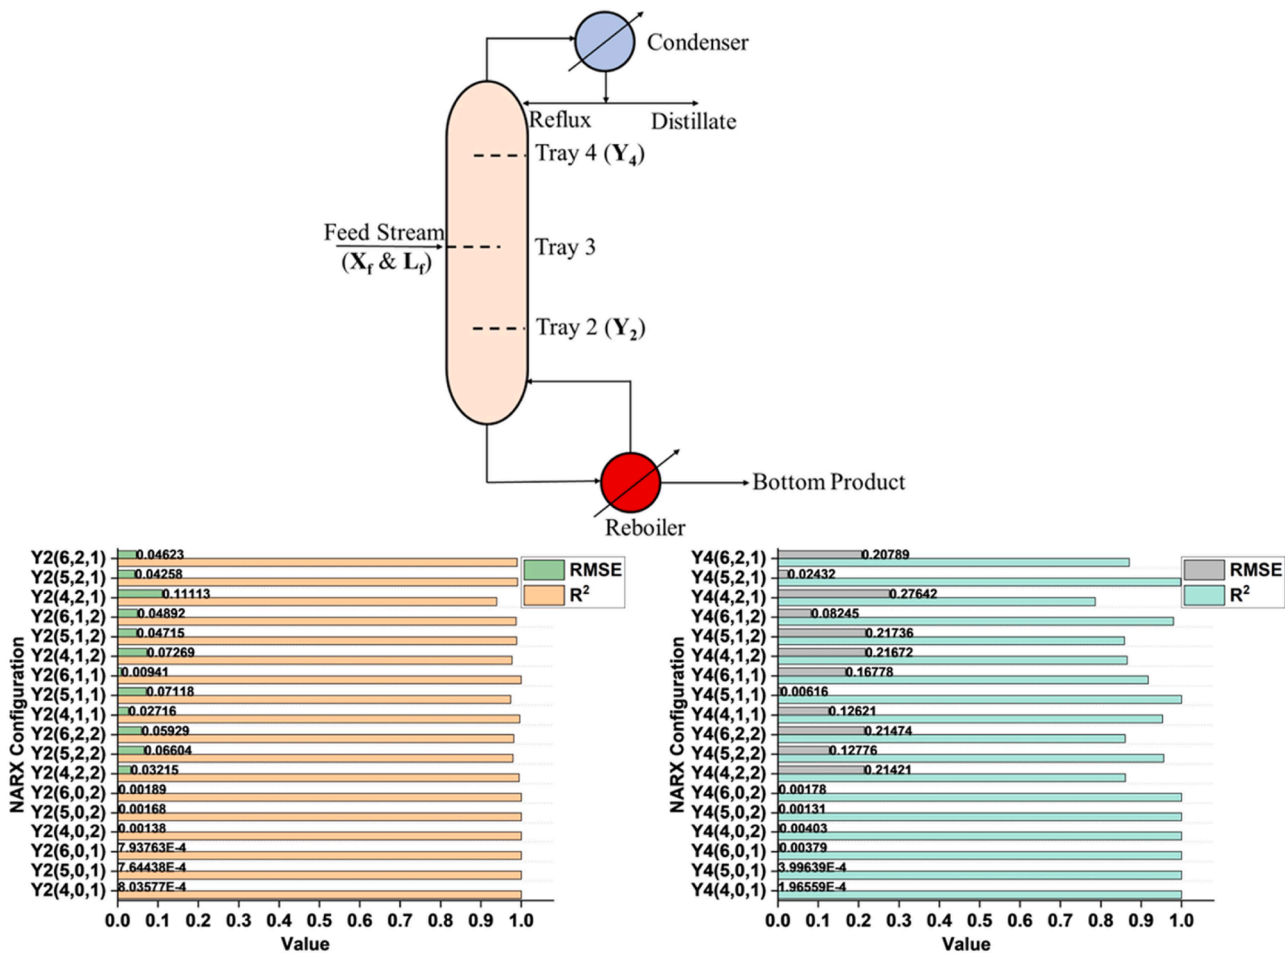 Condenser
Reflux
Distillate
Tray 4 (Y4)
Feed Stream
(Xf & Lf)
Tray 3
Tray 2 (Y2)
Bottom Product
Reboiler
NARX Configuration
Y2(6,2,1) 0.04623
Y2(5,2,1) 0.04258
Y2(4,2,1) 0.11113
Y2(6,1,2) 0.04892
Y2(5,1,2) 0.04715
Y2(4,1,2) 0.07269
Y2(6,1,1) 0.00941
Y2(5,1,1) 0.07118
Y2(4,1,1) 0.02716
Y2(6,2,2) 0.05929
Y2(5,2,2) 0.06604
Y2(4,2,2) 0.03215
Y2(6,0,2) 0.00189
Y2(5,0,2) 0.00168
Y2(4,0,2) 0.00138
Y2(6,0,1) 7.93763E-4
Y2(5,0,1) 7.64438E-4
Y2(4,0,1) 8.03577E-4
0.0 0.1 0.2 0.3 0.4 0.5 0.6 0.7 0.8 0.9 1.0
Value
RMSE
R2
NARX Configuration
Y4(6,2,1) 0.20789
Y4(5,2,1) 0.02432
Y4(4,2,1) 0.27642
Y4(6,1,2) 0.08245
Y4(5,1,2) 0.21736
Y4(4,1,2) 0.21672
Y4(6,1,1) 0.16778
Y4(5,1,1) 0.00616
Y4(4,1,1) 0.12621
Y4(6,2,2) 0.21474
Y4(5,2,2) 0.12776
Y4(4,2,2) 0.21421
Y4(6,0,2) 0.00178
Y4(5,0,2) 0.00131
Y4(4,0,2) 0.00403
Y4(6,0,1) 0.00379
Y4(5,0,1) 3.99639E-4
Y4(4,0,1) 1.96559E-4
0.0 0.1 0.2 0.3 0.4 0.5 0.6 0.7 0.8 0.9 1.0
Value
RMSE
R2